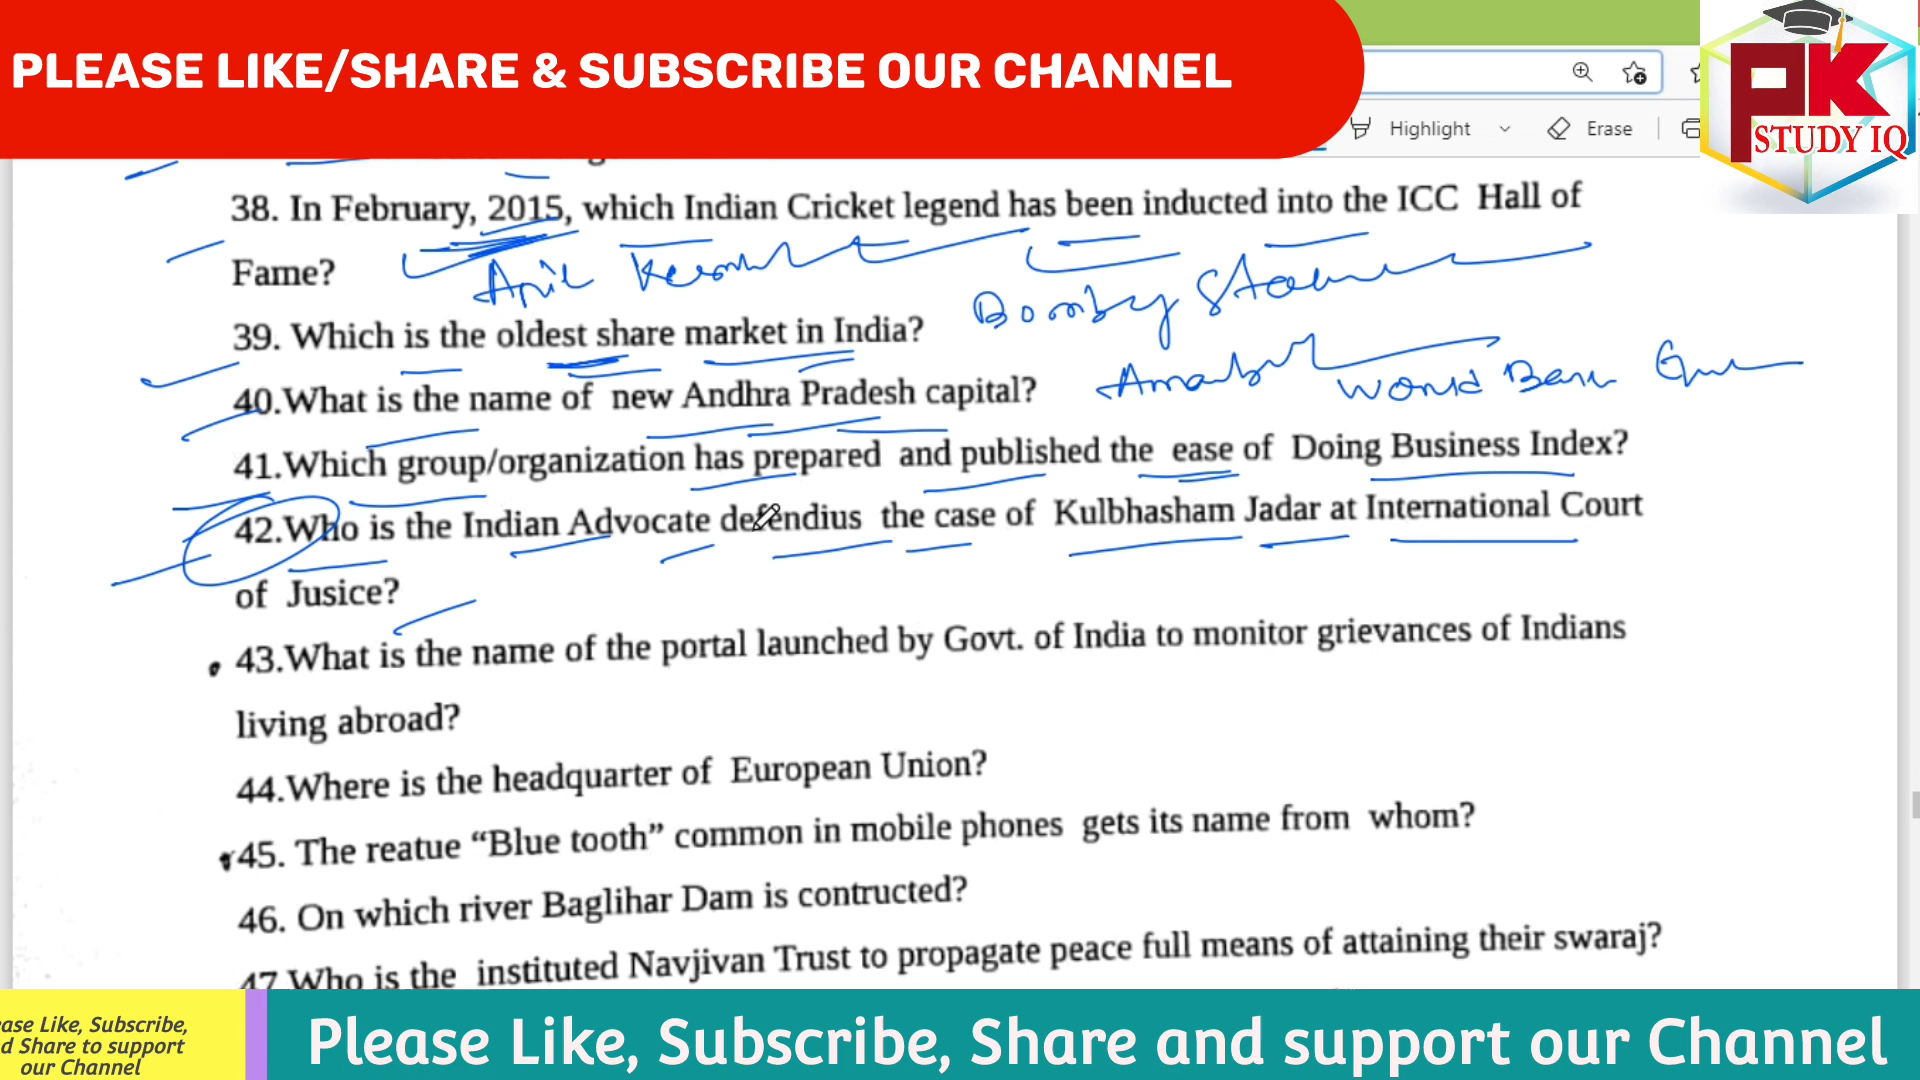 PLEASE LIKE/SHARE & SUBSCRIBE OUR CHANNEL
Highlight Erase
PK
STUDY IQ
38. In February, 2015, which Indian Cricket legend has been inducted into the ICC Hall of
Fame? Anil
Bomby
39. Which is the oldest share market in India?
40.What is the name of new Andhra Pradesh capital?
World Bank
41.Which group/organization has prepared and published the ease of Doing Business Index?
42.Who is the Indian Advocate defendius the case of Kulbhasham Jadar at International Court
of Jusice?
43.What is the name of the portal launched by Govt. of India to monitor grievances of Indians
living abroad?
44.Where is the headquarter of European Union?
45. The reatue “Blue tooth” common in mobile phones gets its name from whom?
46. On which river Baglihar Dam is contructed?
47 Who is the instituted Navjivan Trust to propagate peace full means of attaining their swaraj?
ease Like, Subscribe,
d Share to support
our Channel
Please Like, Subscribe, Share and support our Channel